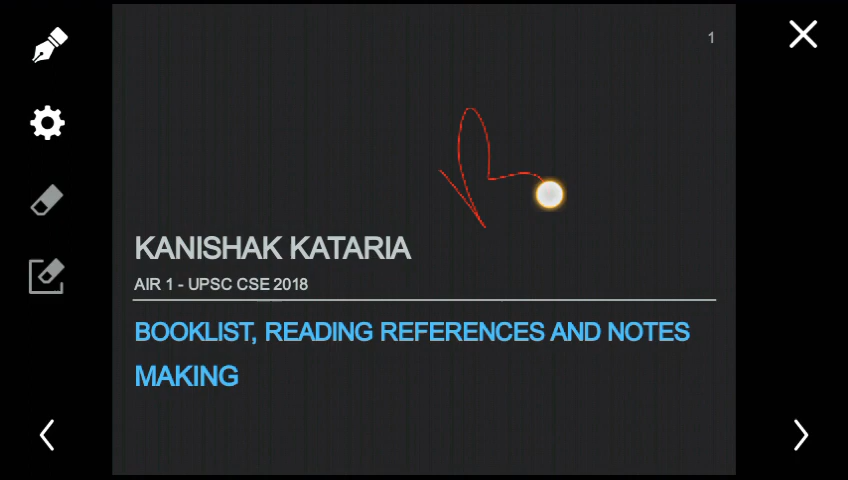 1
KANISHAK KATARIA
AIR 1 - UPSC CSE 2018
BOOKLIST, READING REFERENCES AND NOTES
MAKING